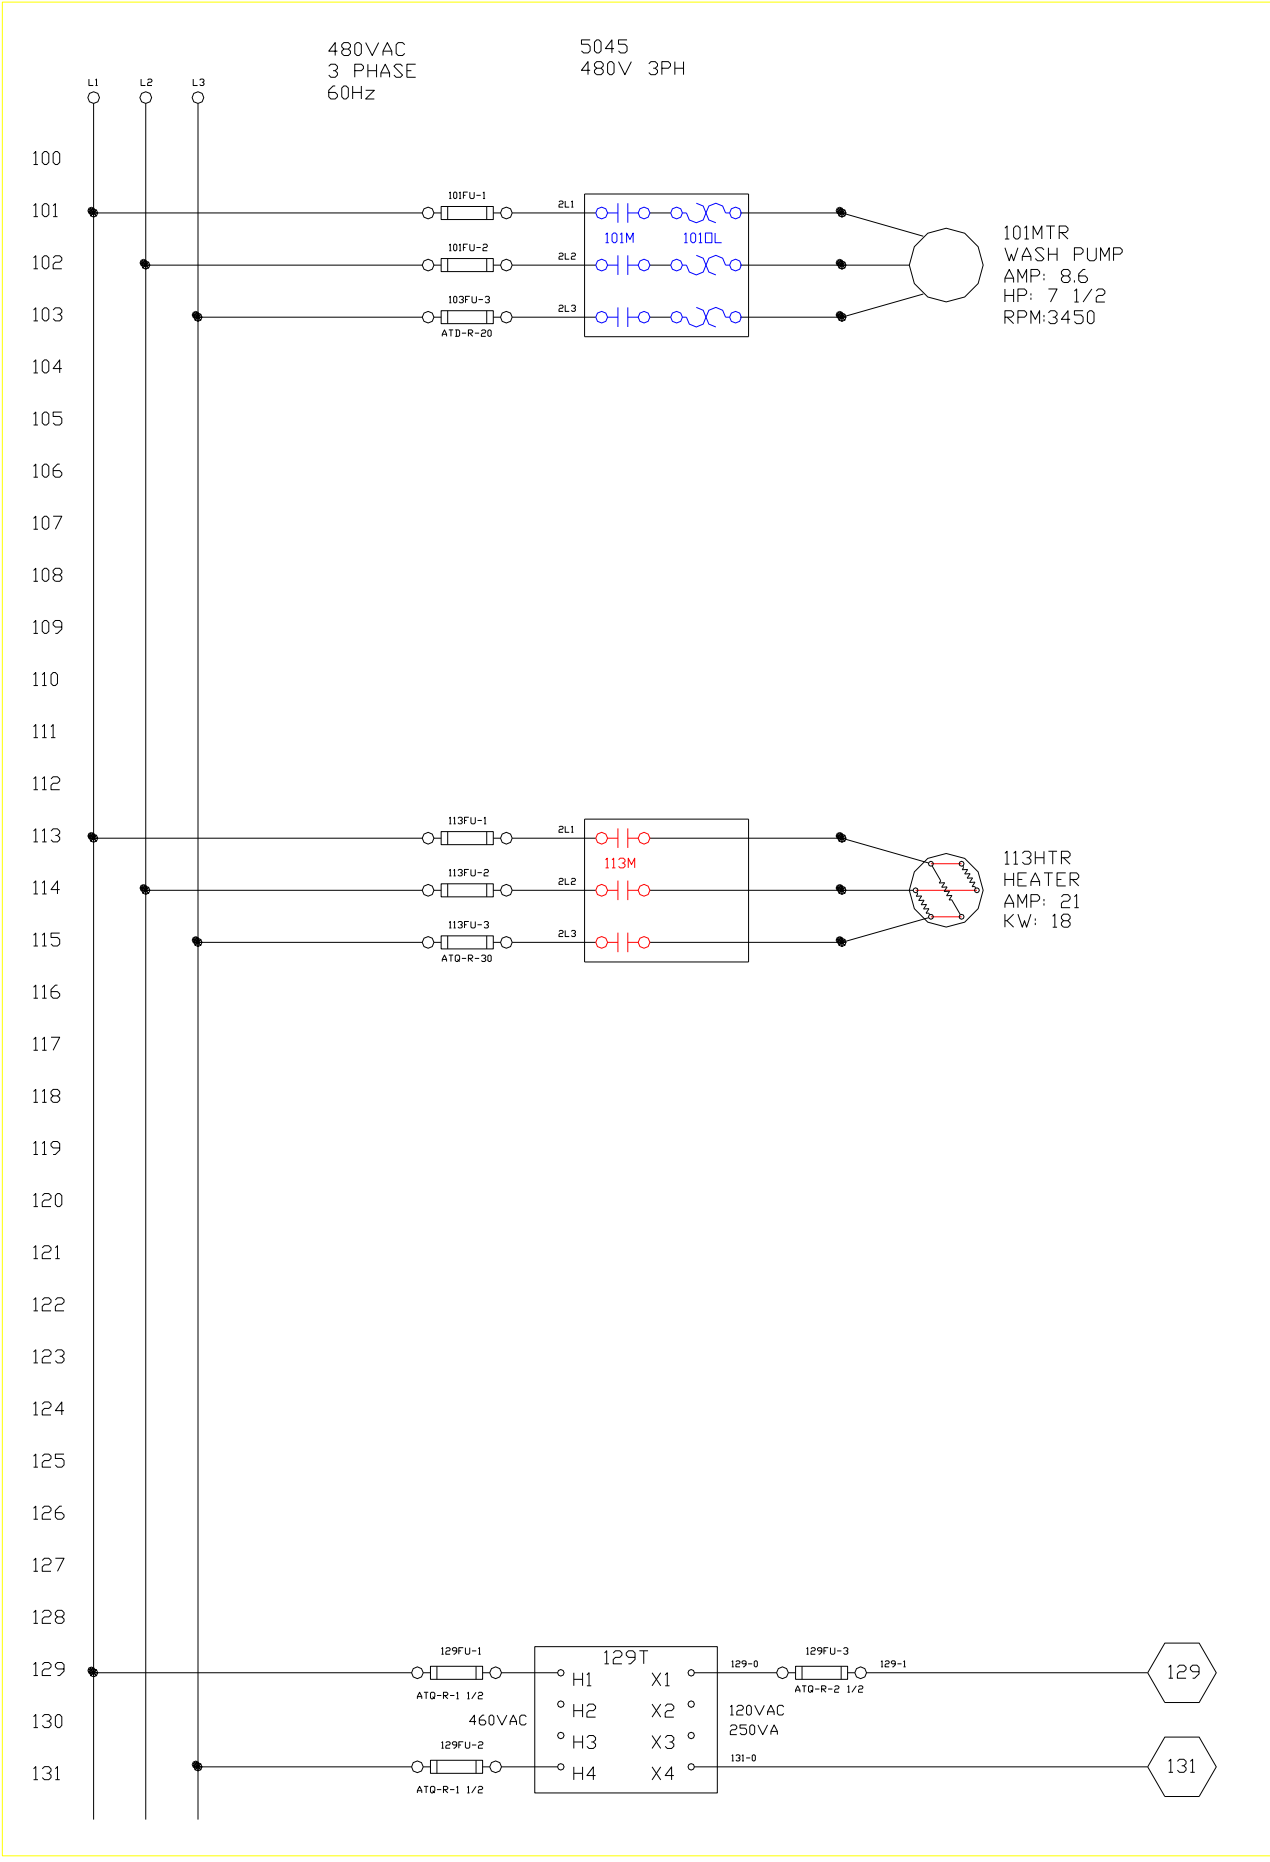 480VAC
3 PHASE
60Hz
5045
480V 3PH
L1
L2
L3
100
101
101FU-1
2L1
101M
101OL
102
101FU-2
2L2
103
103FU-3
ATD-R-20
2L3
101MTR
WASH PUMP
AMP: 8.6
HP: 7 1/2
RPM:3450
104
105
106
107
108
109
110
111
112
113
113FU-1
2L1
113M
114
113FU-2
2L2
115
113FU-3
ATQ-R-30
2L3
113HTR
HEATER
AMP: 21
KW: 18
116
117
118
119
120
121
122
123
124
125
126
127
128
129
129FU-1
ATQ-R-1 1/2
129T
H1
X1
129-0
129FU-3
ATQ-R-2 1/2
129-1
129
130
460VAC
H2
X2
120VAC
250VA
H3
X3
131
129FU-2
ATQ-R-1 1/2
H4
X4
131-0
131